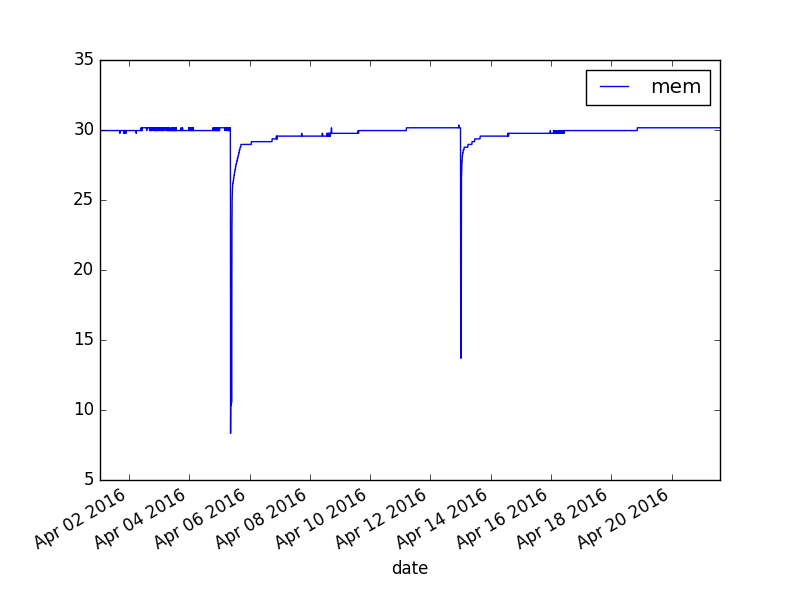 35
mem
30
25
20
15
10
5
Apr 02 2016
Apr 04 2016
Apr 06 2016
Apr 08 2016
Apr 10 2016
Apr 12 2016
Apr 14 2016
Apr 16 2016
Apr 18 2016
Apr 20 2016
date